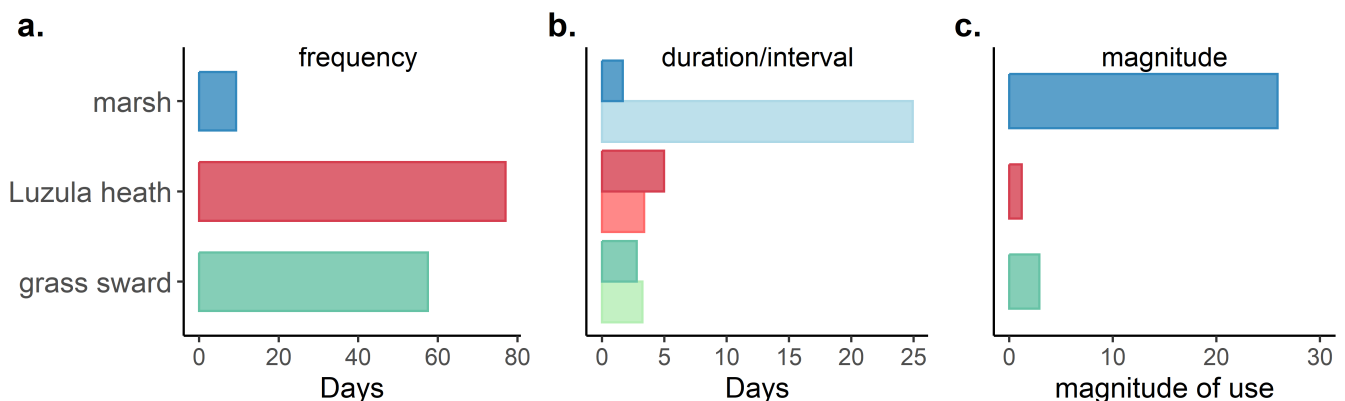 a.
frequency
marsh
Luzula heath
grass sward
0 20 40 60 80
Days
b.
duration/interval
0 5 10 15 20 25
Days
c.
magnitude
0 10 20 30
magnitude of use